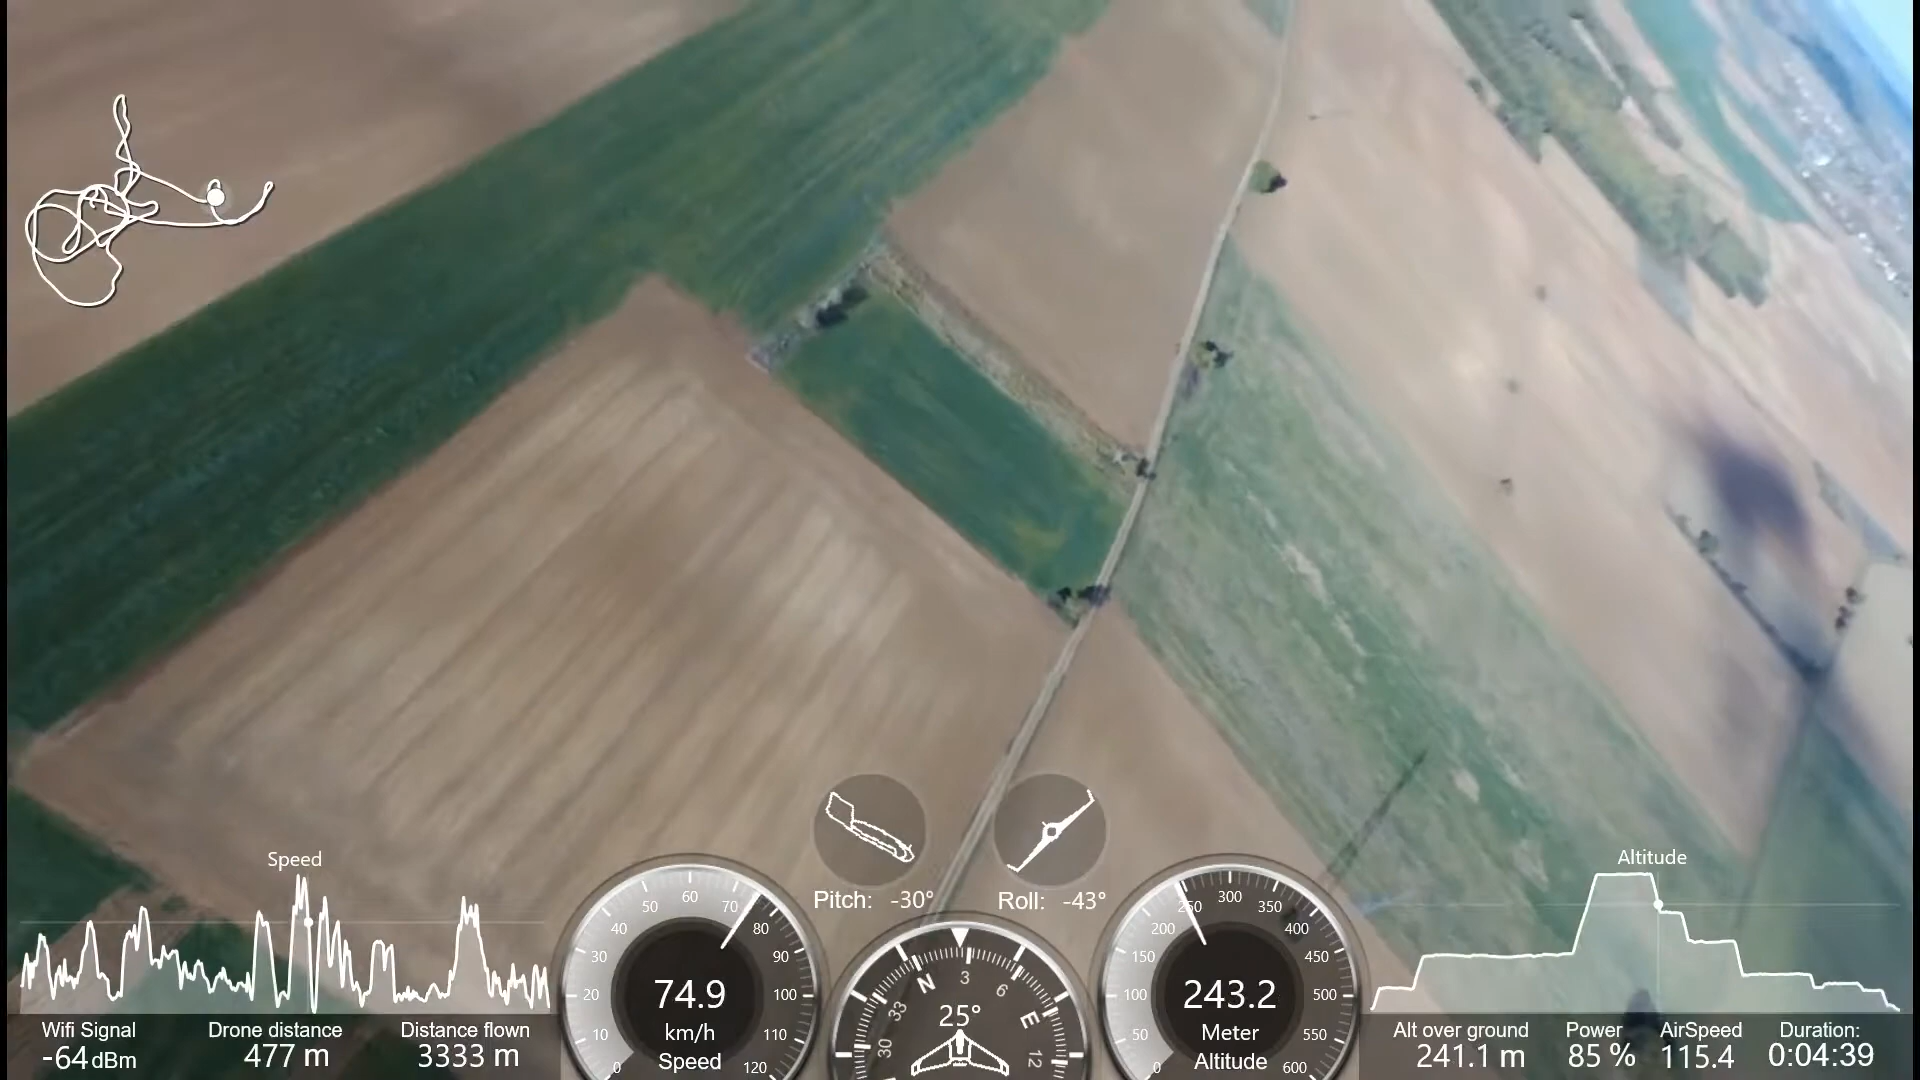 Speed
Altitude
Pitch: -30°
Roll: -43°
0 10 20 30 40 50 60 70 80 90 100 110 120
74.9
km/h
Speed
30 33 N 3 6 E 12
25°
0 50 100 150 200 250 300 350 400 450 500 550 600
243.2
Meter
Altitude
Wifi Signal
-64 dBm
Drone distance
477 m
Distance flown
3333 m
Alt over ground
241.1 m
Power
85 %
AirSpeed
115.4
Duration:
0:04:39